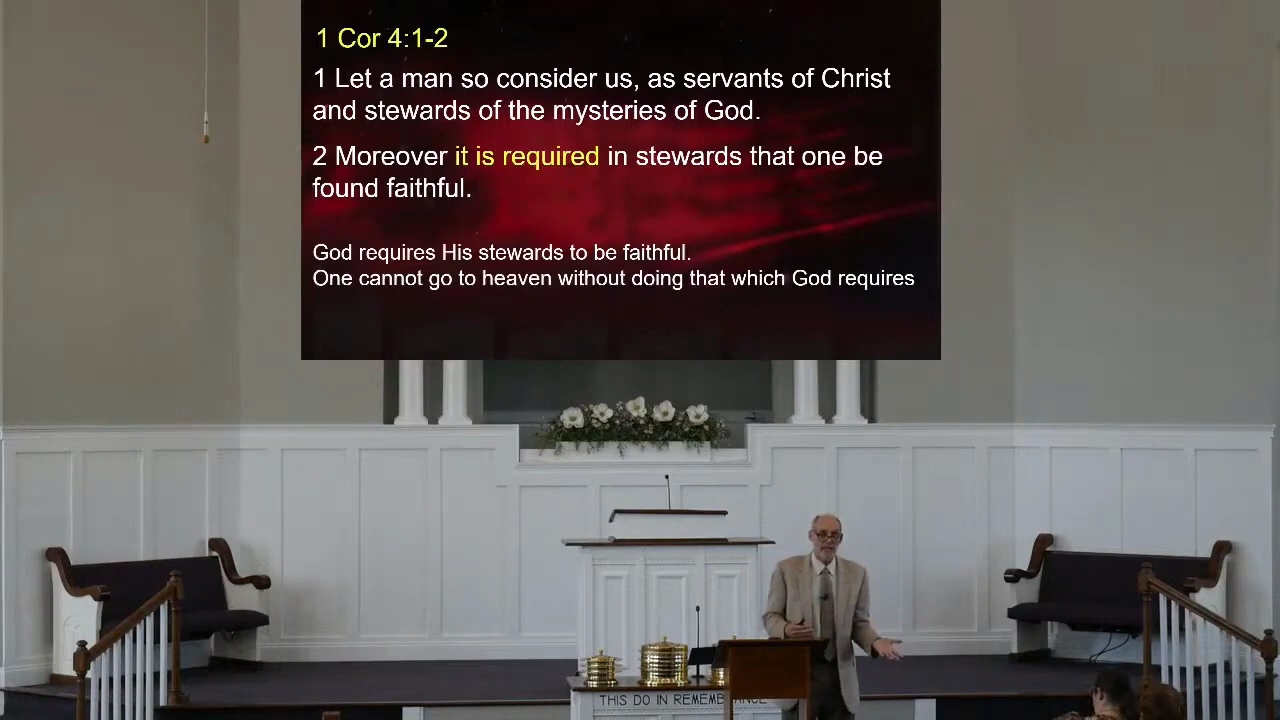 1 Cor 4:1-2
1 Let a man so consider us, as servants of Christ
and stewards of the mysteries of God.
2 Moreover it is required in stewards that one be
found faithful.
God requires His stewards to be faithful.
One cannot go to heaven without doing that which God requires
THIS DO IN REMEMBRANCE